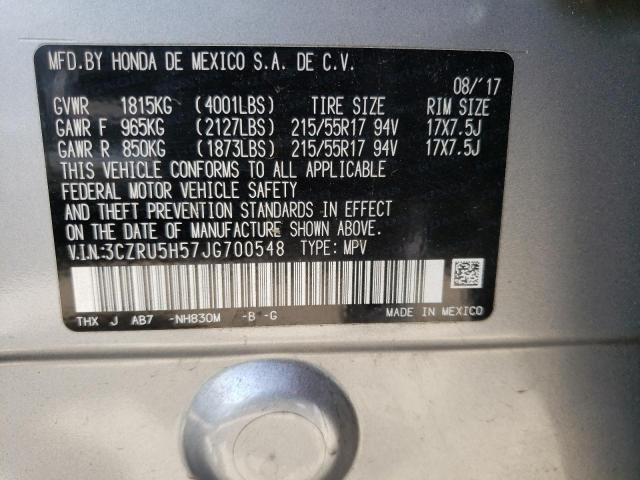 MFD.BY HONDA DE MEXICO S.A. DE C.V.
08/'17
GVWR 1815KG (4001LBS) TIRE SIZE RIM SIZE
GAWR F 965KG (2127LBS) 215/55R17 94V 17X7.5J
GAWR R 850KG (1873LBS) 215/55R17 94V 17X7.5J
THIS VEHICLE CONFORMS TO ALL APPLICABLE
FEDERAL MOTOR VEHICLE SAFETY
AND THEFT PREVENTION STANDARDS IN EFFECT
ON THE DATE OF MANUFACTURE SHOWN ABOVE.
V.I.N:3CZRU5H57JG700548 TYPE: MPV
THX J AB7 -NH830M -B -G MADE IN MEXICO